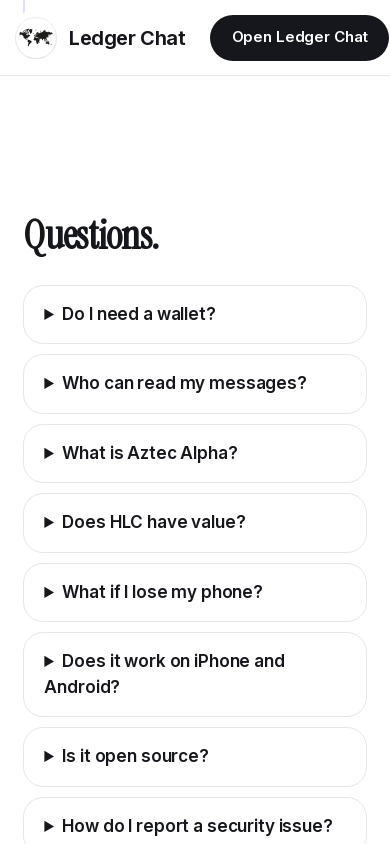 Ledger Chat
Open Ledger Chat
Questions.
Do I need a wallet?
Who can read my messages?
What is Aztec Alpha?
Does HLC have value?
What if I lose my phone?
Does it work on iPhone and
Android?
Is it open source?
How do I report a security issue?